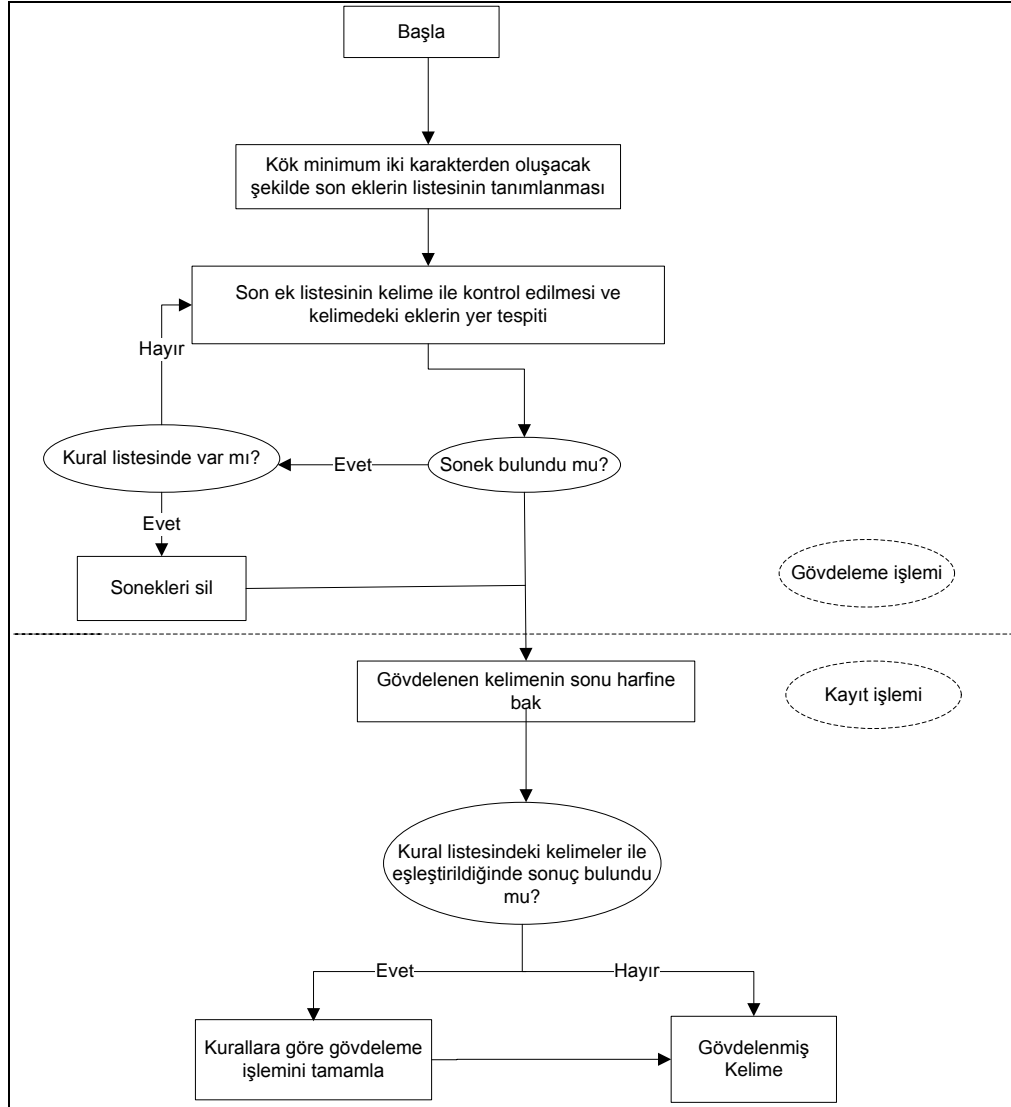 Başla
Kök minimum iki karakterden oluşacak
şekilde son eklerin listesinin tanımlanması
Son ek listesinin kelime ile kontrol edilmesi ve
kelimedeki eklerin yer tespiti
Hayır
Kural listesinde var mı?
Evet
Sonek bulundu mu?
Evet
Sonekleri sil
Gövdeleme işlemi
Gövdelenen kelimenin sonu harfine
bak
Kayıt işlemi
Kural listesindeki kelimeler ile
eşleştirildiğinde sonuç bulundu
mu?
Evet
Hayır
Kurallara göre gövdeleme
işlemini tamamla
Gövdelenmiş
Kelime